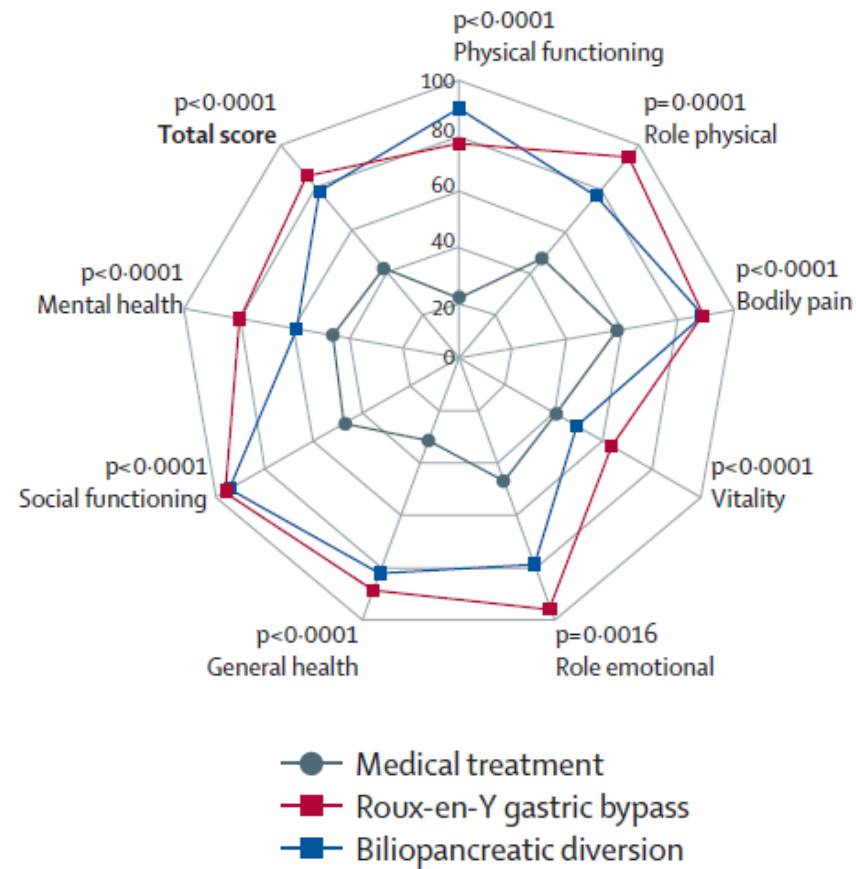 p<0·0001
Physical functioning
p<0·0001
Total score
p=0·0001
Role physical
100
80
60
40
20
0
p<0·0001
Mental health
p<0·0001
Bodily pain
p<0·0001
Social functioning
p<0·0001
Vitality
p<0·0001
General health
p=0·0016
Role emotional
Medical treatment
Roux-en-Y gastric bypass
Biliopancreatic diversion